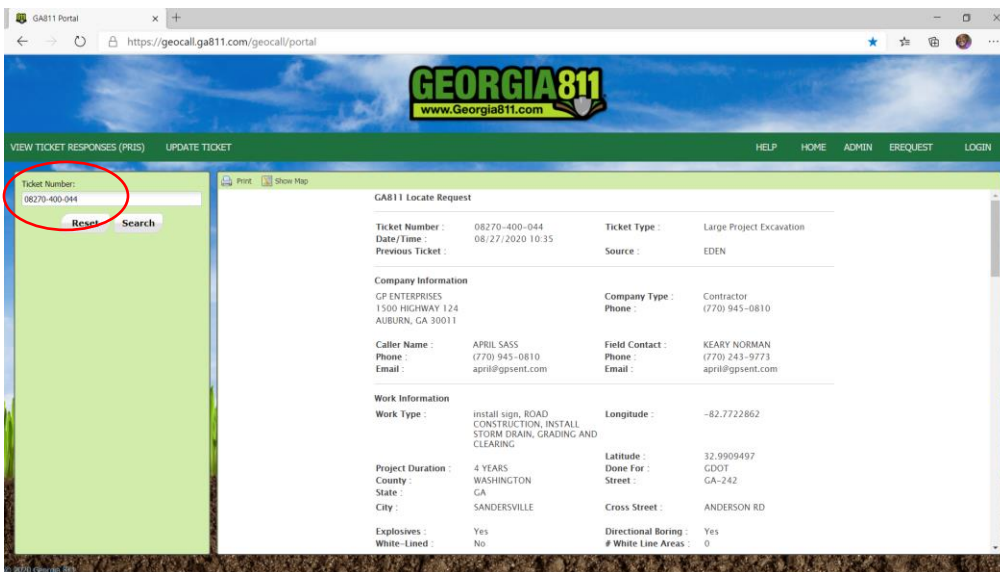 GA811 Portal
https://geocall.ga811.com/geocall/portal
GEORGIA811
www.Georgia811.com
VIEW TICKET RESPONSES (PRIS) UPDATE TICKET HELP HOME ADMIN EREQUEST LOGIN
Ticket Number:
08270-400-044
Reset Search
Print Show Map
GA811 Locate Request
Ticket Number : 08270-400-044 Ticket Type : Large Project Excavation
Date/Time : 08/27/2020 10:35
Previous Ticket : Source : EDEN
Company Information
GP ENTERPRISES Company Type : Contractor
1500 HIGHWAY 124 Phone : (770) 945-0810
AUBURN, GA 30011
Caller Name : APRIL SASS Field Contact : KEARY NORMAN
Phone : (770) 945-0810 Phone : (770) 243-9773
Email : april@gpsent.com Email : april@gpsent.com
Work Information
Work Type : install sign, ROAD Longitude : -82.7722862
CONSTRUCTION, INSTALL
STORM DRAIN, GRADING AND
CLEARING
Latitude : 32.9909497
Project Duration : 4 YEARS Done For : GDOT
County : WASHINGTON Street : GA-242
State : GA
City : SANDERSVILLE Cross Street : ANDERSON RD
Explosives : Yes Directional Boring : Yes
White-Lined : No # White Line Areas : 0
© 2020 Georgia 811